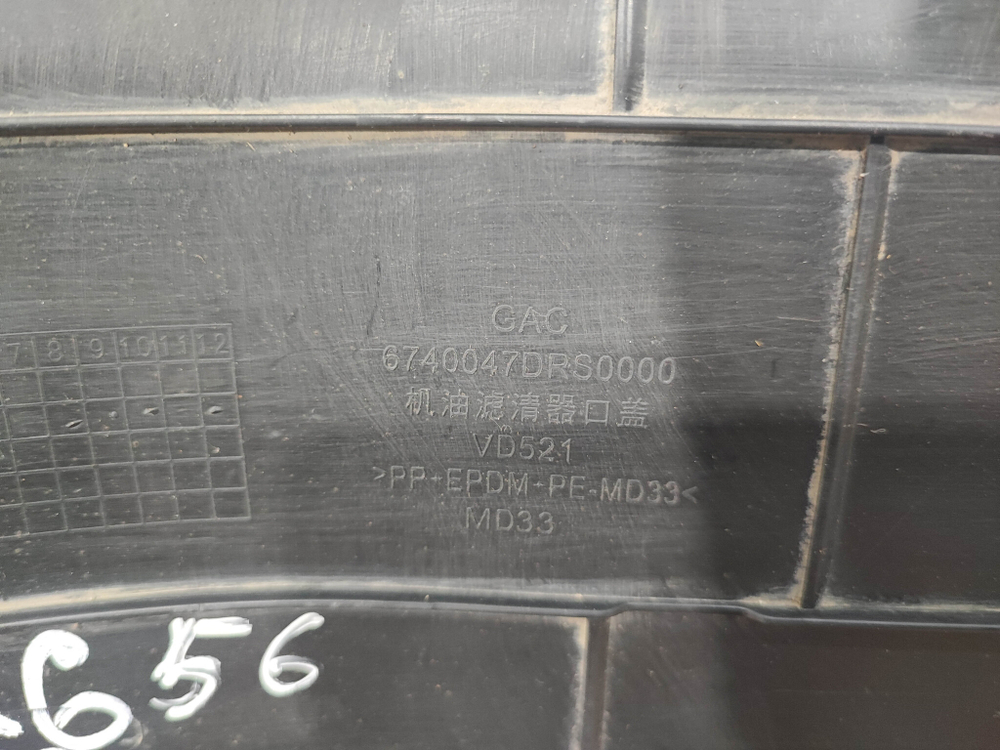 GAC
6740047DRS0000
机油滤清器口盖
VD521
>PP+EPDM+PE-MD33<
MD33
7 8 9 10 11 12
656